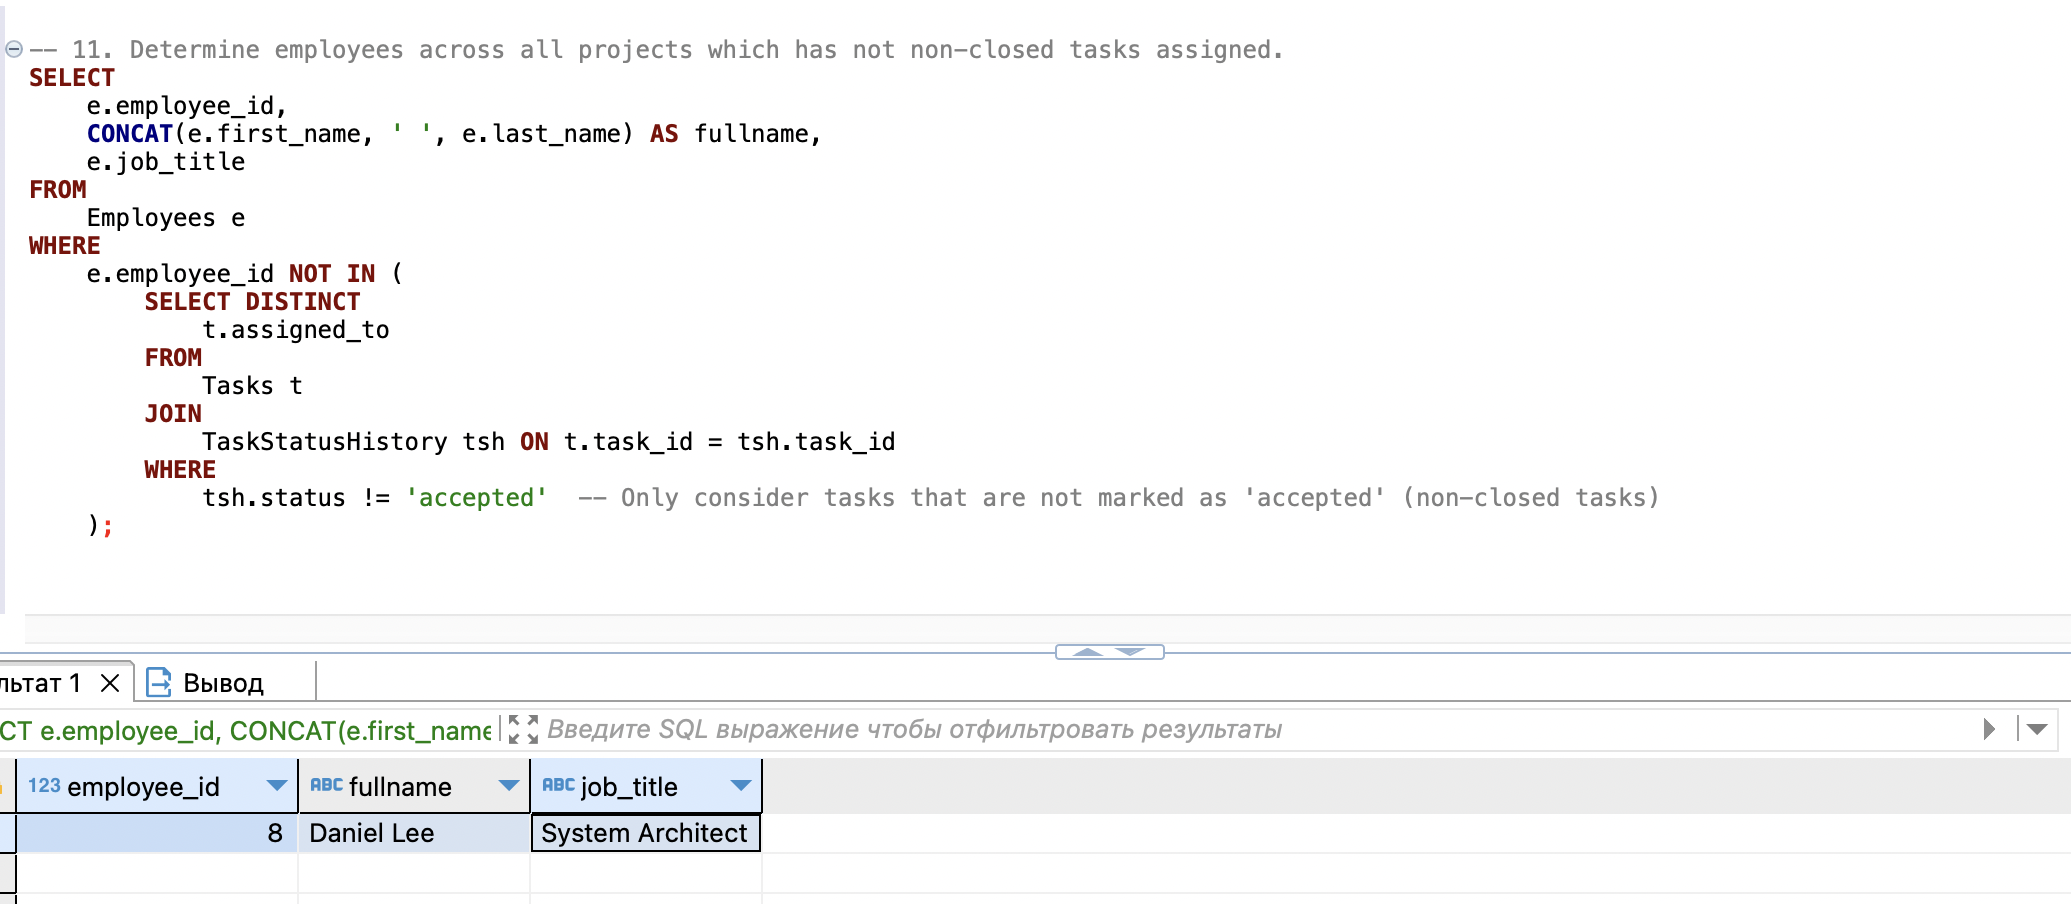 -- 11. Determine employees across all projects which has not non-closed tasks assigned.
SELECT
e.employee_id,
CONCAT(e.first_name, ' ', e.last_name) AS fullname,
e.job_title
FROM
Employees e
WHERE
e.employee_id NOT IN (
SELECT DISTINCT
t.assigned_to
FROM
Tasks t
JOIN
TaskStatusHistory tsh ON t.task_id = tsh.task_id
WHERE
tsh.status != 'accepted' -- Only consider tasks that are not marked as 'accepted' (non-closed tasks)
);
льтат 1 Вывод
CT e.employee_id, CONCAT(e.first_name Введите SQL выражение чтобы отфильтровать результаты
123 employee_id ABC fullname ABC job_title
8 Daniel Lee System Architect